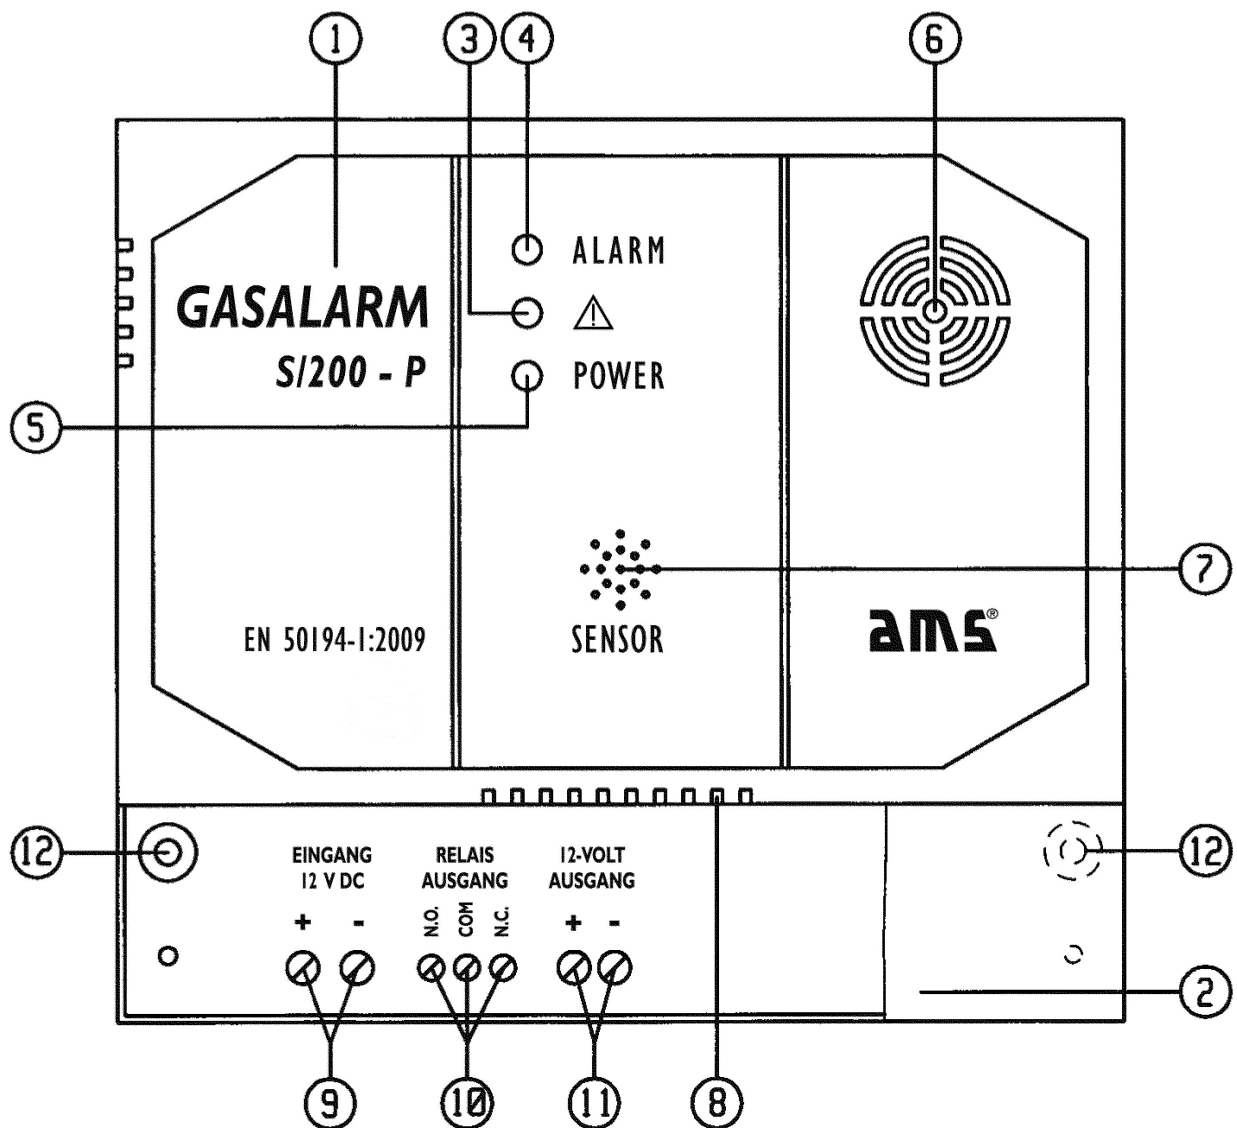 1
3
4
6
ALARM
GASALARM
S/200 - P
POWER
5
7
EN 50194-1:2009
SENSOR
ams®
12
EINGANG
12 V DC
+ -
RELAIS
AUSGANG
N.O. COM N.C.
12-VOLT
AUSGANG
+ -
12
2
9
10
11
8